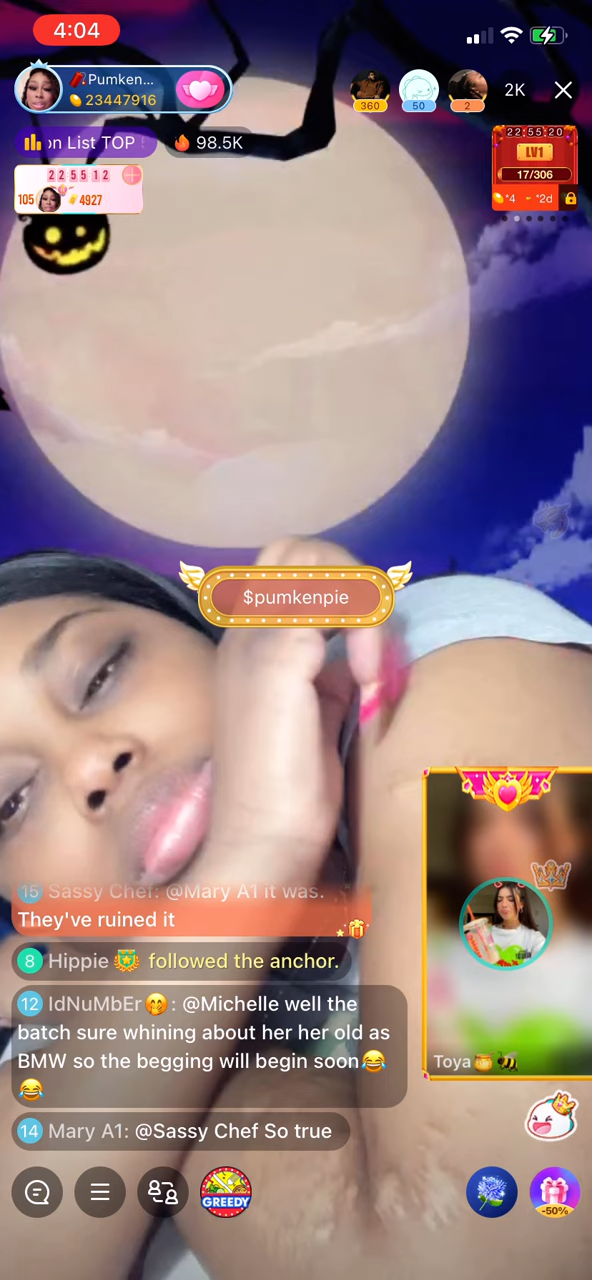 4:04
Pumken...
23447916
360
50
2
2K
on List TOP
98.5K
22:55:20
LV1
17/306
*4
*2d
22 55 12
105
4927
$pumkenpie
15 Sassy Chef: @Mary A1 it was.
They've ruined it
8 Hippie followed the anchor.
12 IdNuMbEr🤭: @Michelle well the
batch sure whining about her her old as
BMW so the begging will begin soon😂
😂
14 Mary A1: @Sassy Chef So true
Toya🍯🐝
GREEDY
-50%